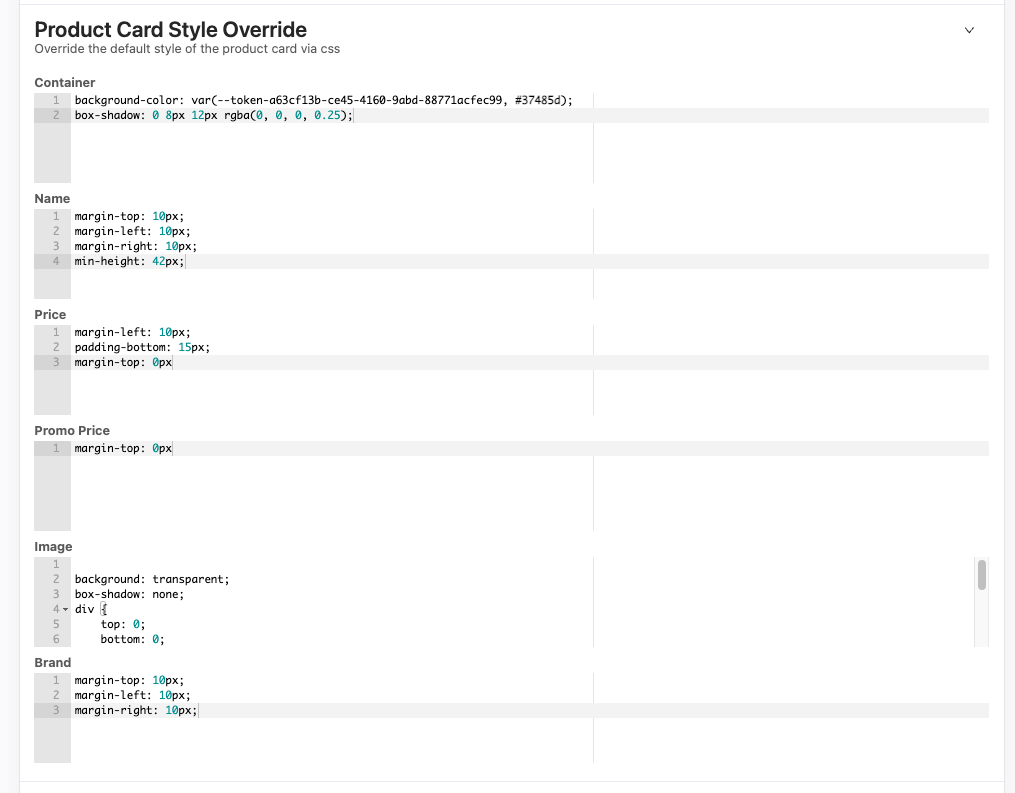 Product Card Style Override
Override the default style of the product card via css
Container
1 background-color: var(--token-a63cf13b-ce45-4160-9abd-88771acfec99, #37485d);
2 box-shadow: 0 8px 12px rgba(0, 0, 0, 0.25);
Name
1 margin-top: 10px;
2 margin-left: 10px;
3 margin-right: 10px;
4 min-height: 42px;
Price
1 margin-left: 10px;
2 padding-bottom: 15px;
3 margin-top: 0px
Promo Price
1 margin-top: 0px
Image
1
2 background: transparent;
3 box-shadow: none;
4 div {
5 top: 0;
6 bottom: 0;
Brand
1 margin-top: 10px;
2 margin-left: 10px;
3 margin-right: 10px;